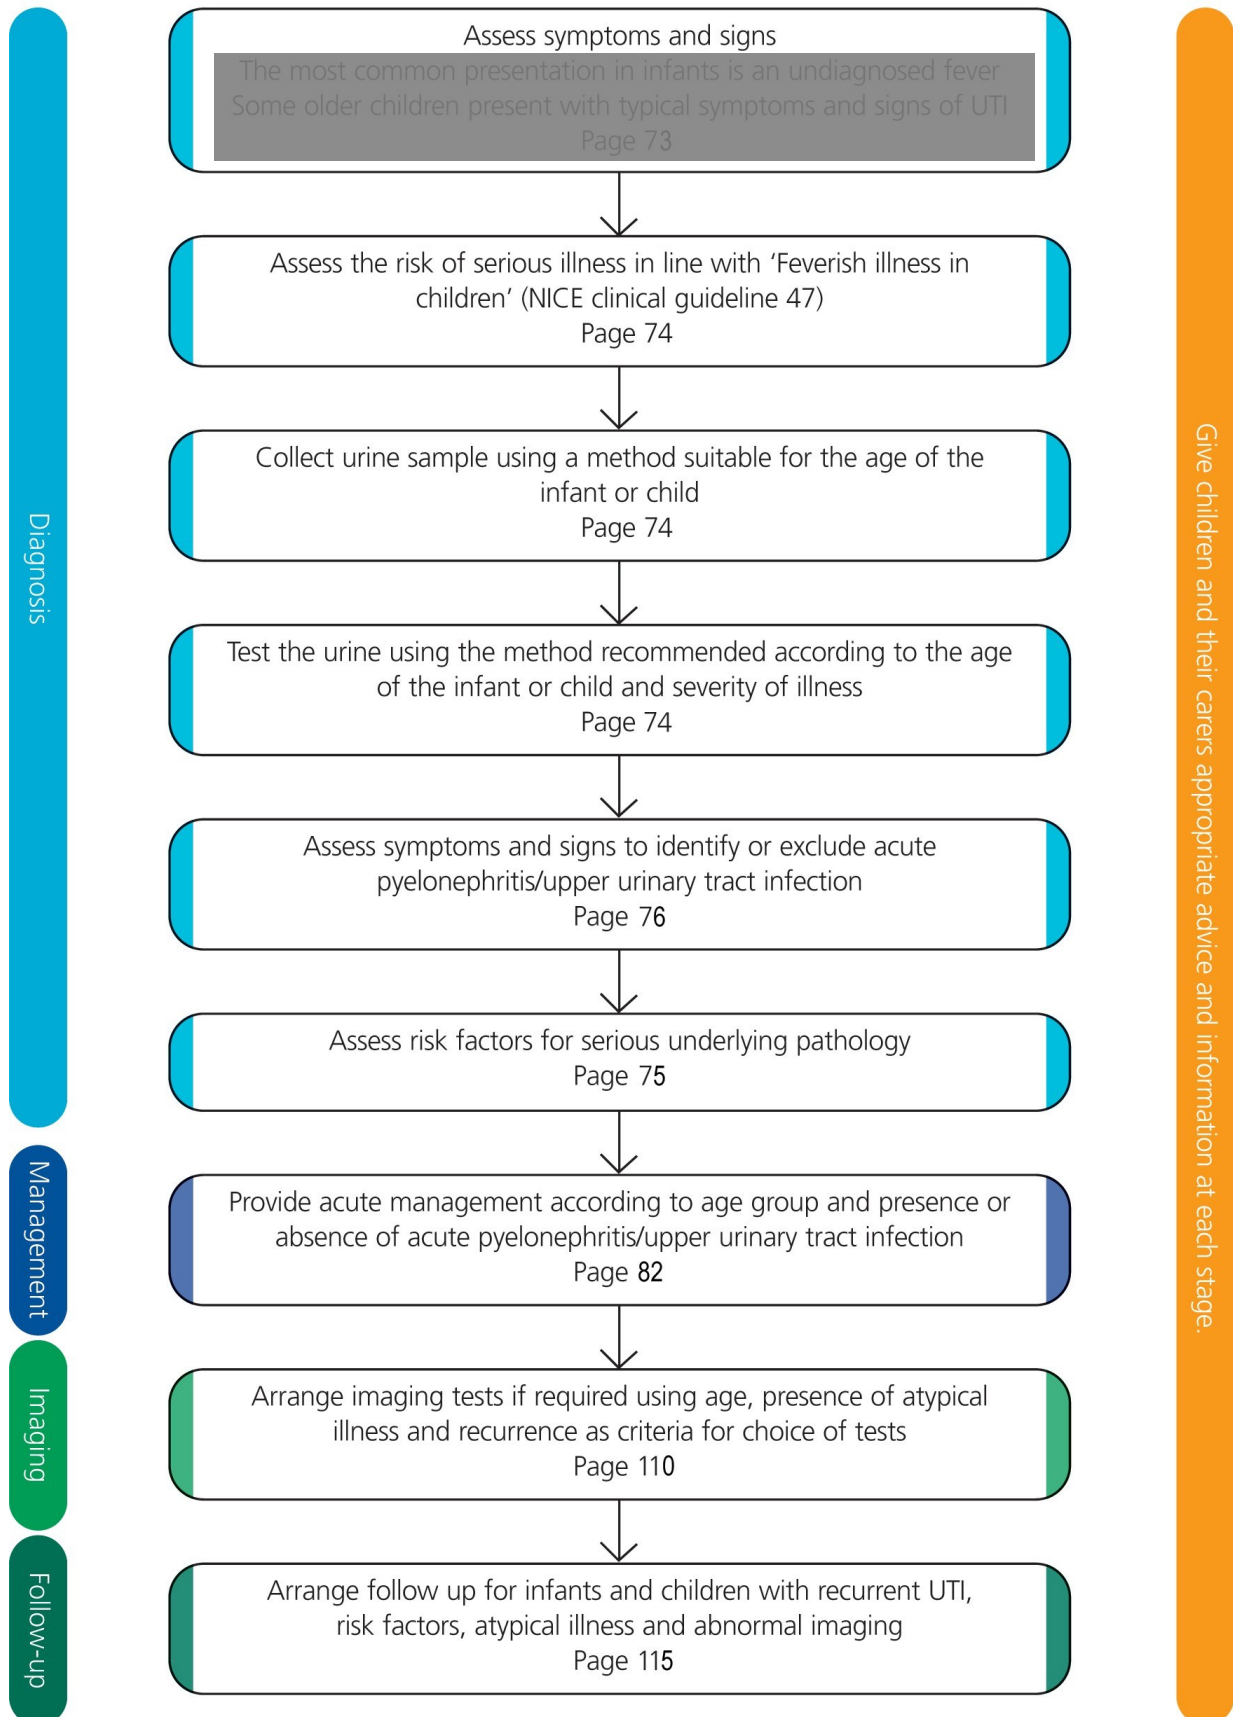 Assess symptoms and signs
The most common presentation in infants is an undiagnosed fever
Some older children present with typical symptoms and signs of UTI
Page 73
Assess the risk of serious illness in line with ‘Feverish illness in
children’ (NICE clinical guideline 47)
Page 74
Collect urine sample using a method suitable for the age of the
infant or child
Page 74
Test the urine using the method recommended according to the age
of the infant or child and severity of illness
Page 74
Assess symptoms and signs to identify or exclude acute
pyelonephritis/upper urinary tract infection
Page 76
Assess risk factors for serious underlying pathology
Page 75
Diagnosis
Provide acute management according to age group and presence or
absence of acute pyelonephritis/upper urinary tract infection
Page 82
Management
Arrange imaging tests if required using age, presence of atypical
illness and recurrence as criteria for choice of tests
Page 110
Imaging
Arrange follow up for infants and children with recurrent UTI,
risk factors, atypical illness and abnormal imaging
Page 115
Follow-up
Give children and their carers appropriate advice and information at each stage.